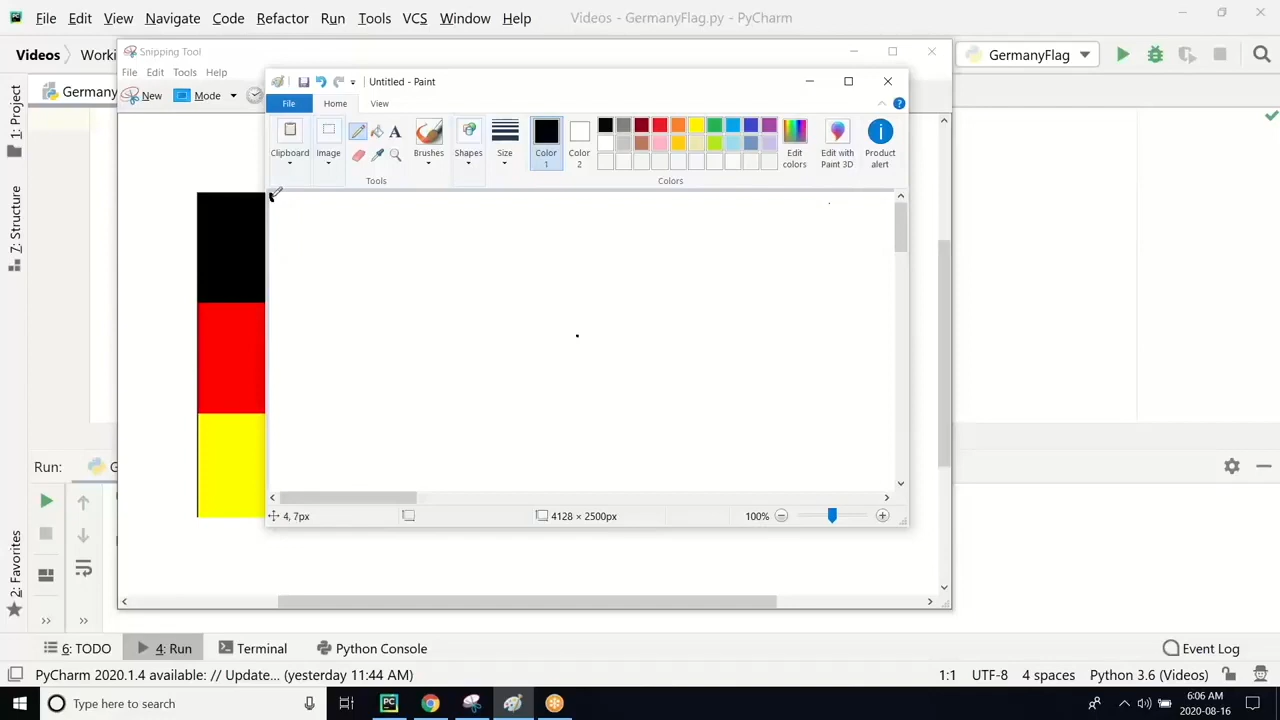 File Edit View Navigate Code Refactor Run Tools VCS Window Help Videos - GermanyFlag.py - PyCharm
Videos Worki GermanyFlag
Snipping Tool
File Edit Tools Help
New Mode
Germany
Untitled - Paint
File Home View
Clipboard Image Brushes Shapes Size Color 1 Color 2 Edit colors Edit with Paint 3D Product alert
Tools Colors
1: Project
7: Structure
2: Favorites
Run: G
4, 7px 4128 × 2500px 100%
6: TODO 4: Run Terminal Python Console Event Log
PyCharm 2020.1.4 available: // Update... (yesterday 11:44 AM) 1:1 UTF-8 4 spaces Python 3.6 (Videos)
Type here to search 6:06 AM
2020-08-16